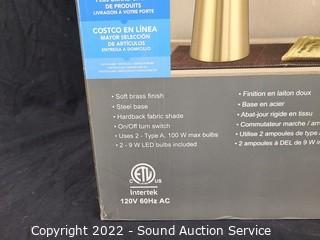 DE PRODUITS
LIVRAISON À VOTRE PORTE
COSTCO EN LÍNEA
MAYOR SELECCIÓN
DE ARTÍCULOS
ENTREGA A DOMICILIO
• Soft brass finish
• Steel base
• Hardback fabric shade
• On/Off turn switch
• Uses 2 - Type A, 100 W max bulbs
• 2 - 9 W LED bulbs included
• Finition en laiton doux
• Base en acier
• Abat-jour rigide en tissu
• Commutateur marche / arr
• Utilise 2 ampoules de type A
• 2 ampoules à DEL de 9 W in
ETL
C US
Intertek
120V 60Hz AC
Copyright 2022 - Sound Auction Service